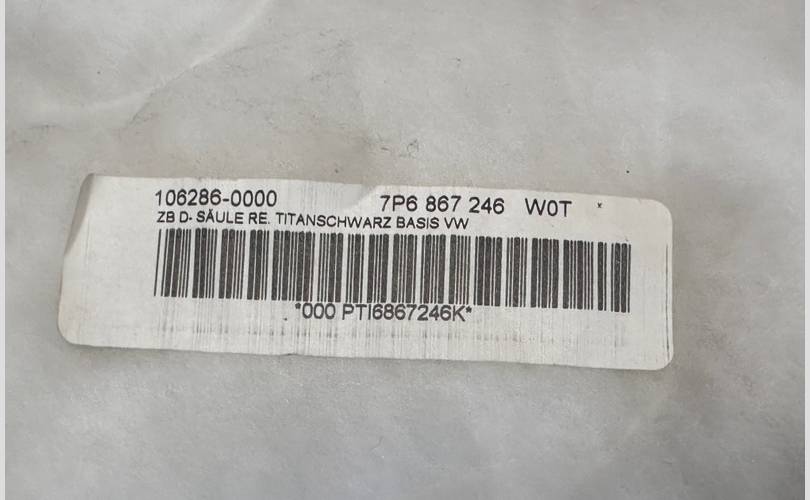 106286-0000 7P6 867 246 W0T *
ZB D- SÄULE RE. TITANSCHWARZ BASIS VW
*000 PTI6867246K*